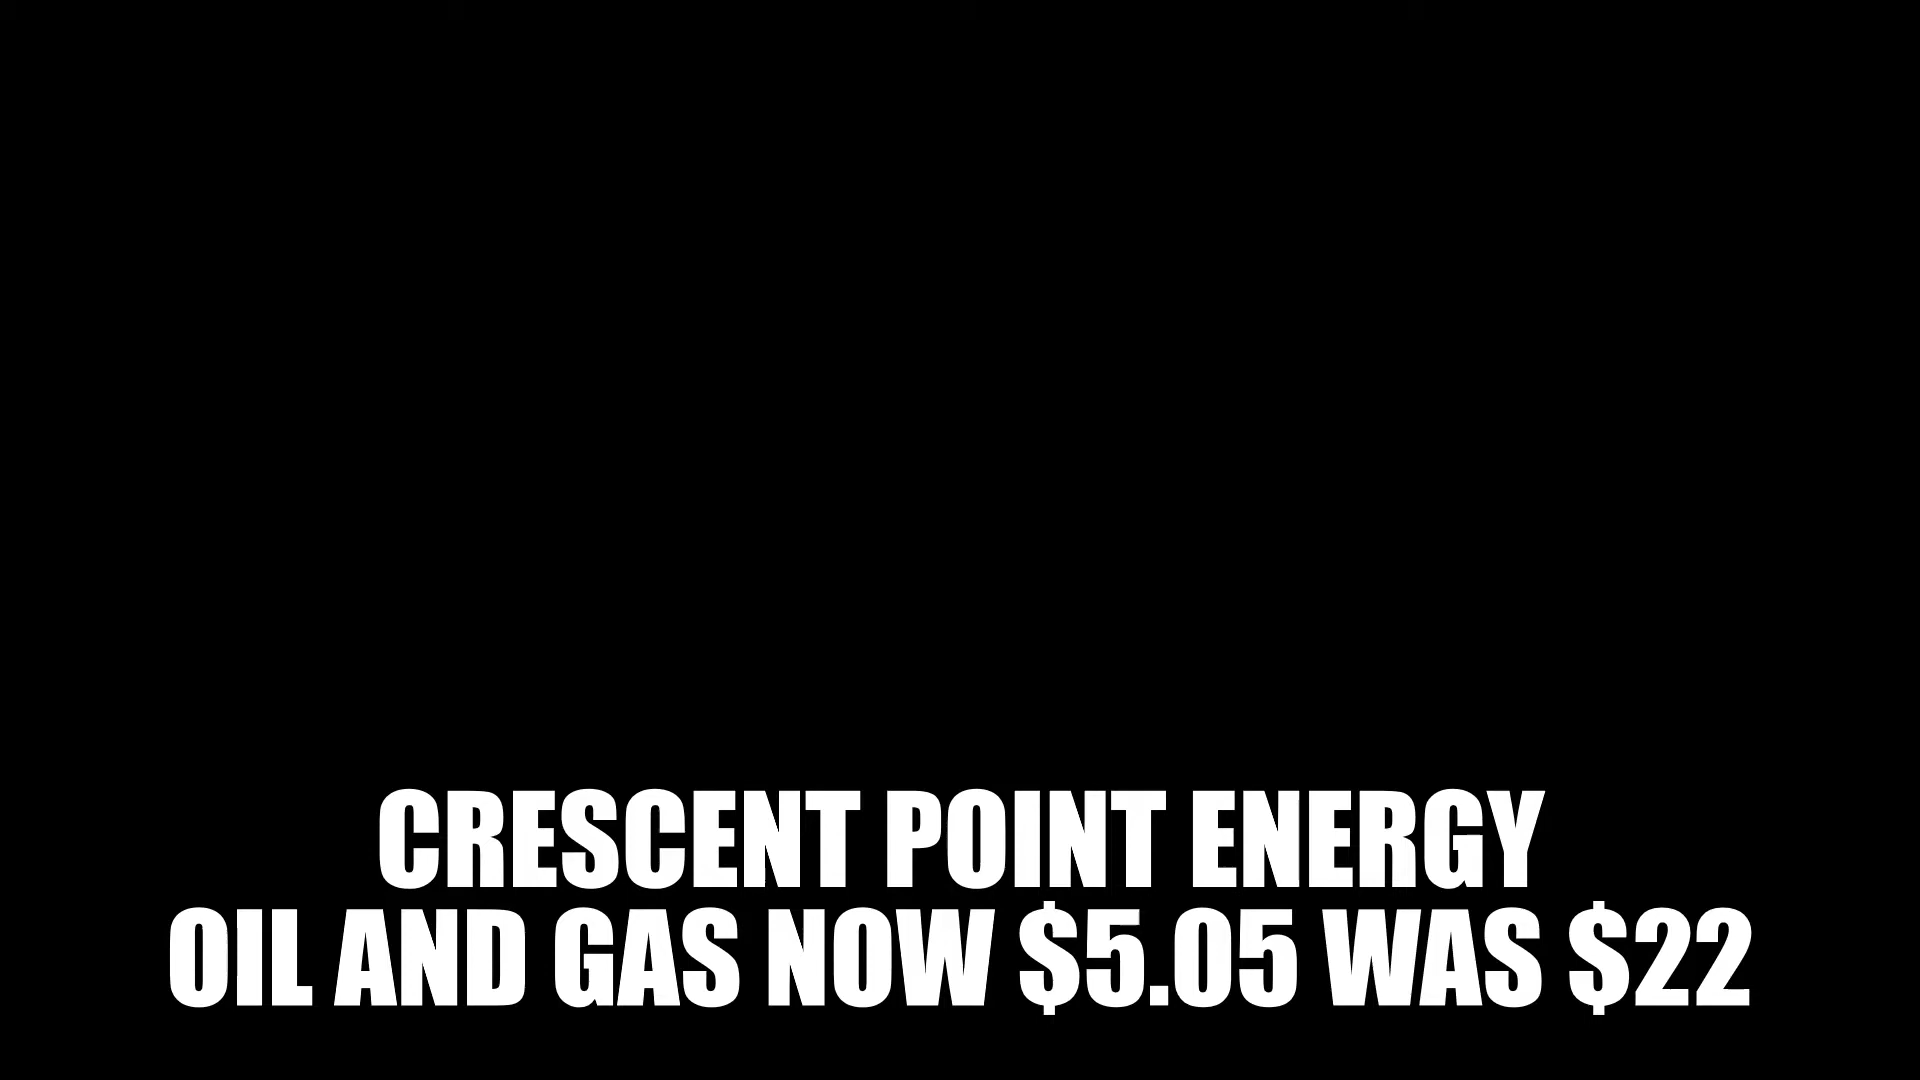 CRESCENT POINT ENERGY
OIL AND GAS NOW $5.05 WAS $22